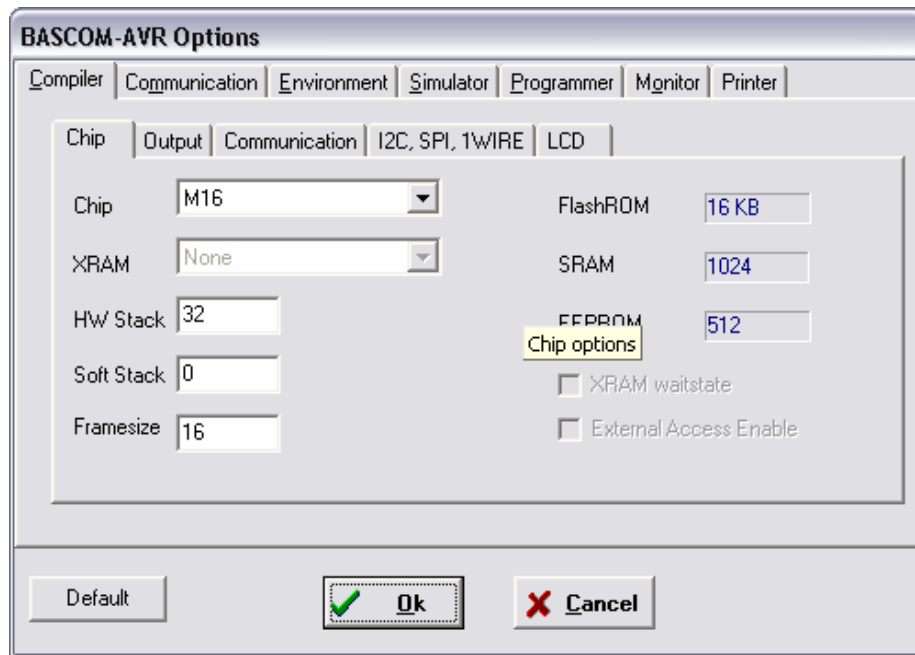 BASCOM-AVR Options
Compiler Communication Environment Simulator Programmer Monitor Printer
Chip Output Communication I2C, SPI, 1WIRE LCD
Chip M16 FlashROM 16 KB
XRAM None SRAM 1024
HW Stack 32 EEPROM 512
Chip options
Soft Stack 0 XRAM waitstate
Framesize 16 External Access Enable
Default Ok Cancel